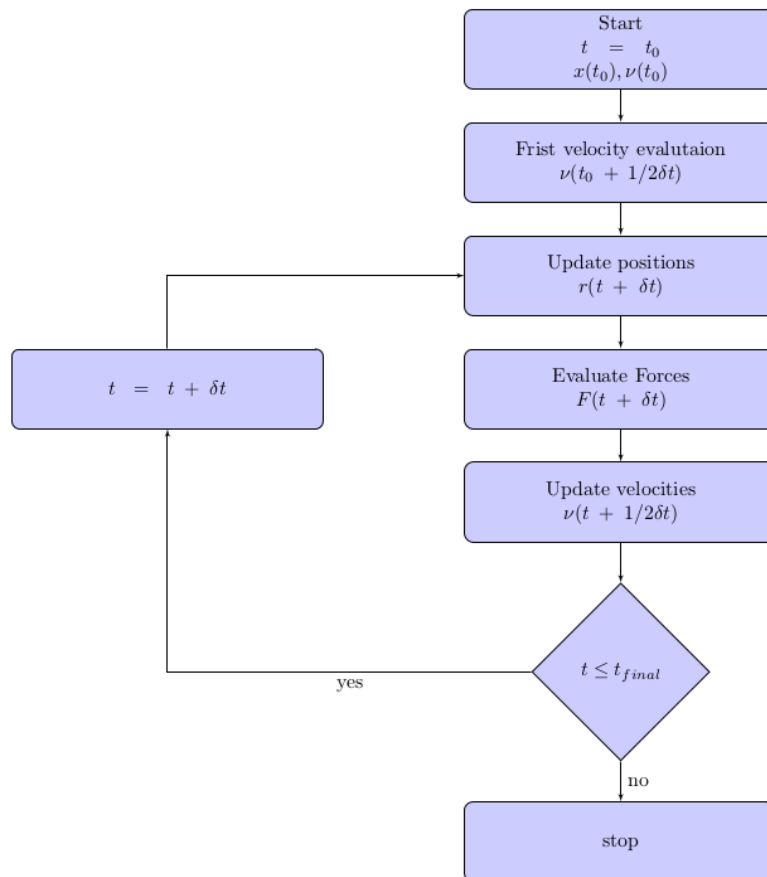 Start
t = t₀
x(t₀), ν(t₀)
Frist velocity evalutaion
ν(t₀ + 1/2δt)
Update positions
r(t + δt)
t = t + δt
Evaluate Forces
F(t + δt)
Update velocities
ν(t + 1/2δt)
t ≤ t_final
yes
no
stop